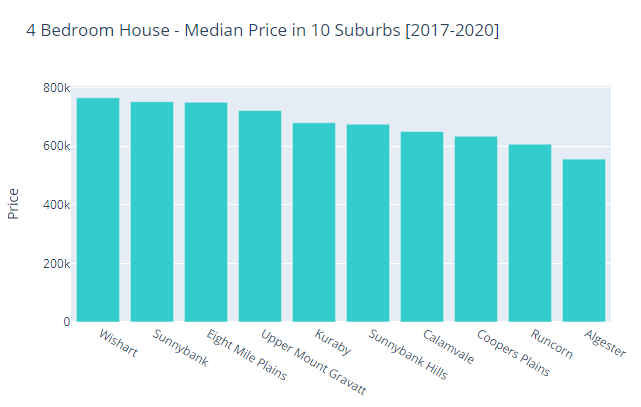 4 Bedroom House - Median Price in 10 Suburbs [2017-2020]
800k
600k
400k
200k
0
Price
Wishart
Sunnybank
Eight Mile Plains
Upper Mount Gravatt
Kuraby
Sunnybank Hills
Calamvale
Coopers Plains
Runcorn
Algester